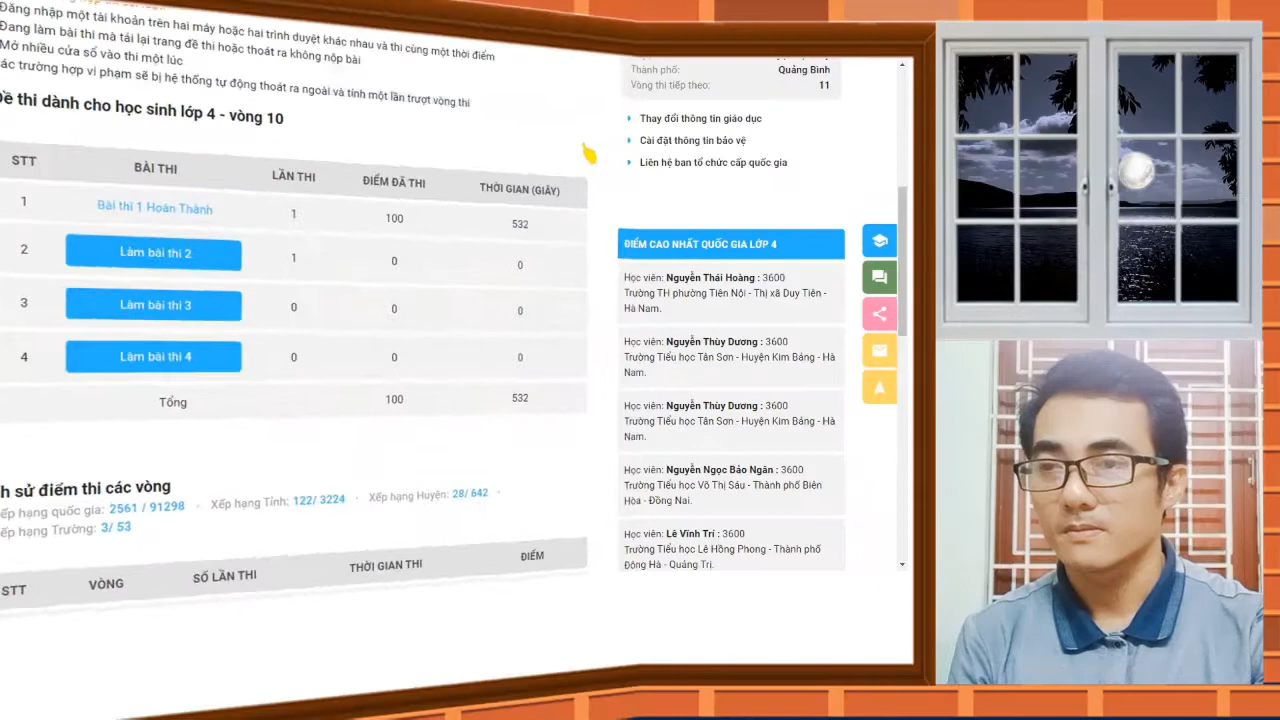 Đăng nhập một tài khoản trên hai máy hoặc hai trình duyệt khác nhau và thi cùng một thời điểm
Đang làm bài thi mà tải lại trang đề thi hoặc thoát ra không nộp bài
Mở nhiều cửa sổ vào thi một lúc
ác trường hợp vi phạm sẽ bị hệ thống tự động thoát ra ngoài và tính một lần trượt vòng thi
Đề thi dành cho học sinh lớp 4 - vòng 10
STT BÀI THI LẦN THI ĐIỂM ĐÃ THI THỜI GIAN (GIÂY)
1 Bài thi 1 Hoàn Thành 1 100 532
2 Làm bài thi 2 1 0 0
3 Làm bài thi 3 0 0 0
4 Làm bài thi 4 0 0 0
Tổng 100 532
h sử điểm thi các vòng
ếp hạng quốc gia: 2561 / 91298 - Xếp hạng Tỉnh: 122/ 3224 - Xếp hạng Huyện: 28/ 642 -
ếp hạng Trường: 3/ 53
STT VÒNG SỐ LẦN THI THỜI GIAN THI ĐIỂM
Thành phố: Quảng Bình
Vòng thi tiếp theo: 11
Thay đổi thông tin giáo dục
Cài đặt thông tin bảo vệ
Liên hệ ban tổ chức cấp quốc gia
ĐIỂM CAO NHẤT QUỐC GIA LỚP 4
Học viên: Nguyễn Thái Hoàng : 3600
Trường TH phường Tiên Nội - Thị xã Duy Tiên -
Hà Nam.
Học viên: Nguyễn Thùy Dương : 3600
Trường Tiểu học Tân Sơn - Huyện Kim Bảng - Hà
Nam.
Học viên: Nguyễn Thùy Dương : 3600
Trường Tiểu học Tân Sơn - Huyện Kim Bảng - Hà
Nam.
Học viên: Nguyễn Ngọc Bảo Ngân : 3600
Trường Tiểu học Võ Thị Sáu - Thành phố Biên
Hòa - Đồng Nai.
Học viên: Lê Vĩnh Trí : 3600
Trường Tiểu học Lê Hồng Phong - Thành phố
Đông Hà - Quảng Trị.